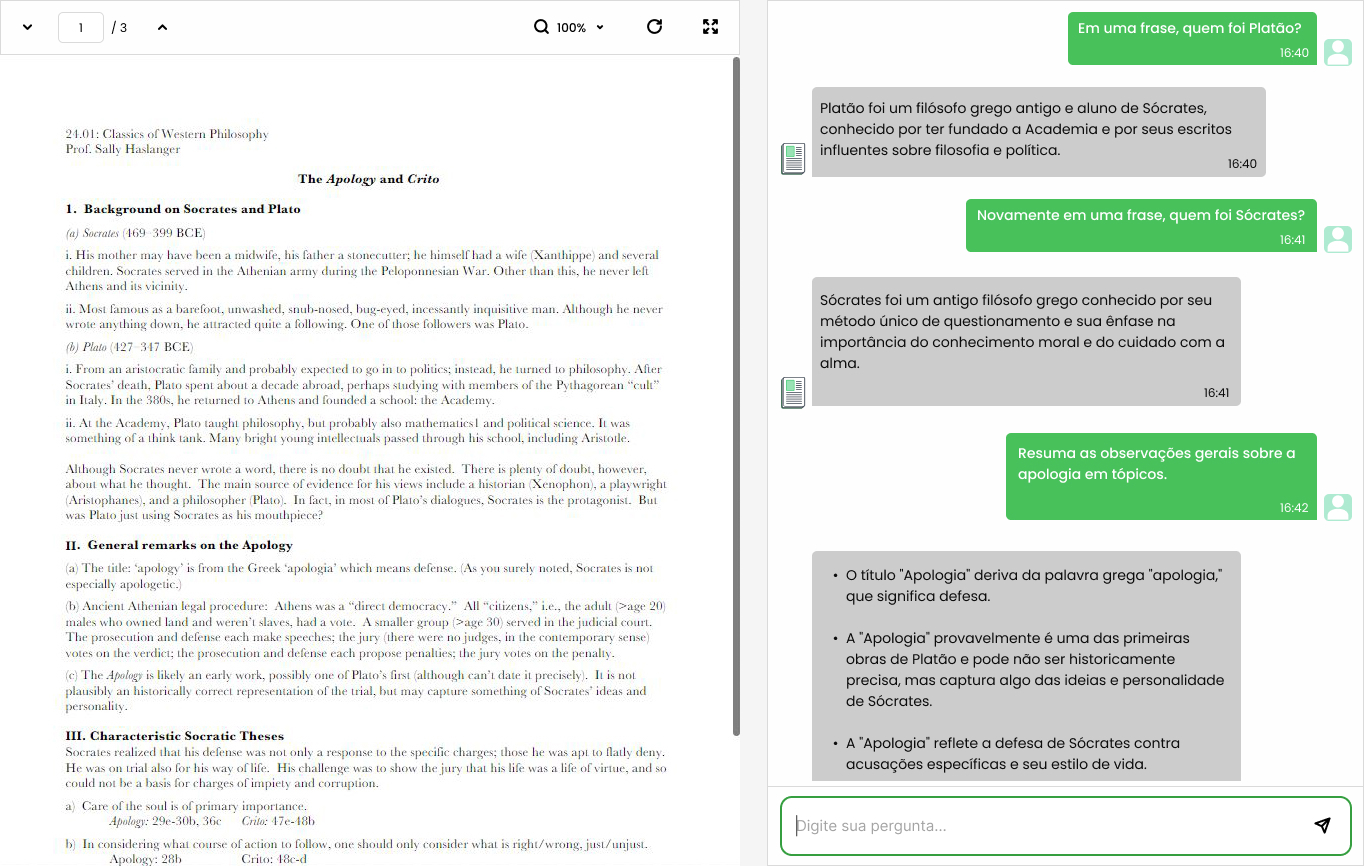 1 / 3 100%
24.01: Classics of Western Philosophy
Prof. Sally Haslanger
The Apology and Crito
1. Background on Socrates and Plato
(a) Socrates (469–399 BCE)
i. His mother may have been a midwife, his father a stonecutter; he himself had a wife (Xanthippe) and several
children. Socrates served in the Athenian army during the Peloponnesian War. Other than this, he never left
Athens and its vicinity.
ii. Most famous as a barefoot, unwashed, snub-nosed, bug-eyed, incessantly inquisitive man. Although he never
wrote anything down, he attracted quite a following. One of those followers was Plato.
(b) Plato (427–347 BCE)
i. From an aristocratic family and probably expected to go in to politics; instead, he turned to philosophy. After
Socrates’ death, Plato spent about a decade abroad, perhaps studying with members of the Pythagorean “cult”
in Italy. In the 380s, he returned to Athens and founded a school: the Academy.
ii. At the Academy, Plato taught philosophy, but probably also mathematics1 and political science. It was
something of a think tank. Many bright young intellectuals passed through his school, including Aristotle.
Although Socrates never wrote a word, there is no doubt that he existed. There is plenty of doubt, however,
about what he thought. The main source of evidence for his views include a historian (Xenophon), a playwright
(Aristophanes), and a philosopher (Plato). In fact, in most of Plato’s dialogues, Socrates is the protagonist. But
was Plato just using Socrates as his mouthpiece?
II. General remarks on the Apology
(a) The title: ‘apology’ is from the Greek ‘apologia’ which means defense. (As you surely noted, Socrates is not
especially apologetic.)
(b) Ancient Athenian legal procedure: Athens was a “direct democracy.” All “citizens,” i.e., the adult (>age 20)
males who owned land and weren’t slaves, had a vote. A smaller group (>age 30) served in the judicial court.
The prosecution and defense each make speeches; the jury (there were no judges, in the contemporary sense)
votes on the verdict; the prosecution and defense each propose penalties; the jury votes on the penalty.
(c) The Apology is likely an early work, possibly one of Plato’s first (although can’t date it precisely). It is not
plausibly an historically correct representation of the trial, but may capture something of Socrates’ ideas and
personality.
III. Characteristic Socratic Theses
Socrates realized that his defense was not only a response to the specific charges; those he was apt to flatly deny.
He was on trial also for his way of life. His challenge was to show the jury that his life was a life of virtue, and so
could not be a basis for charges of impiety and corruption.
a) Care of the soul is of primary importance.
Apology: 29e-30b, 36c Crito: 47e-48b
b) In considering what course of action to follow, one should only consider what is right/wrong, just/unjust.
Apology: 28b Crito: 48c-d
Em uma frase, quem foi Platão?
16:40
Platão foi um filósofo grego antigo e aluno de Sócrates,
conhecido por ter fundado a Academia e por seus escritos
influentes sobre filosofia e política.
16:40
Novamente em uma frase, quem foi Sócrates?
16:41
Sócrates foi um antigo filósofo grego conhecido por seu
método único de questionamento e sua ênfase na
importância do conhecimento moral e do cuidado com a
alma.
16:41
Resuma as observações gerais sobre a
apologia em tópicos.
16:42
• O título "Apologia" deriva da palavra grega "apologia,"
que significa defesa.
• A "Apologia" provavelmente é uma das primeiras
obras de Platão e pode não ser historicamente
precisa, mas captura algo das ideias e personalidade
de Sócrates.
• A "Apologia" reflete a defesa de Sócrates contra
acusações específicas e seu estilo de vida.
Digite sua pergunta...